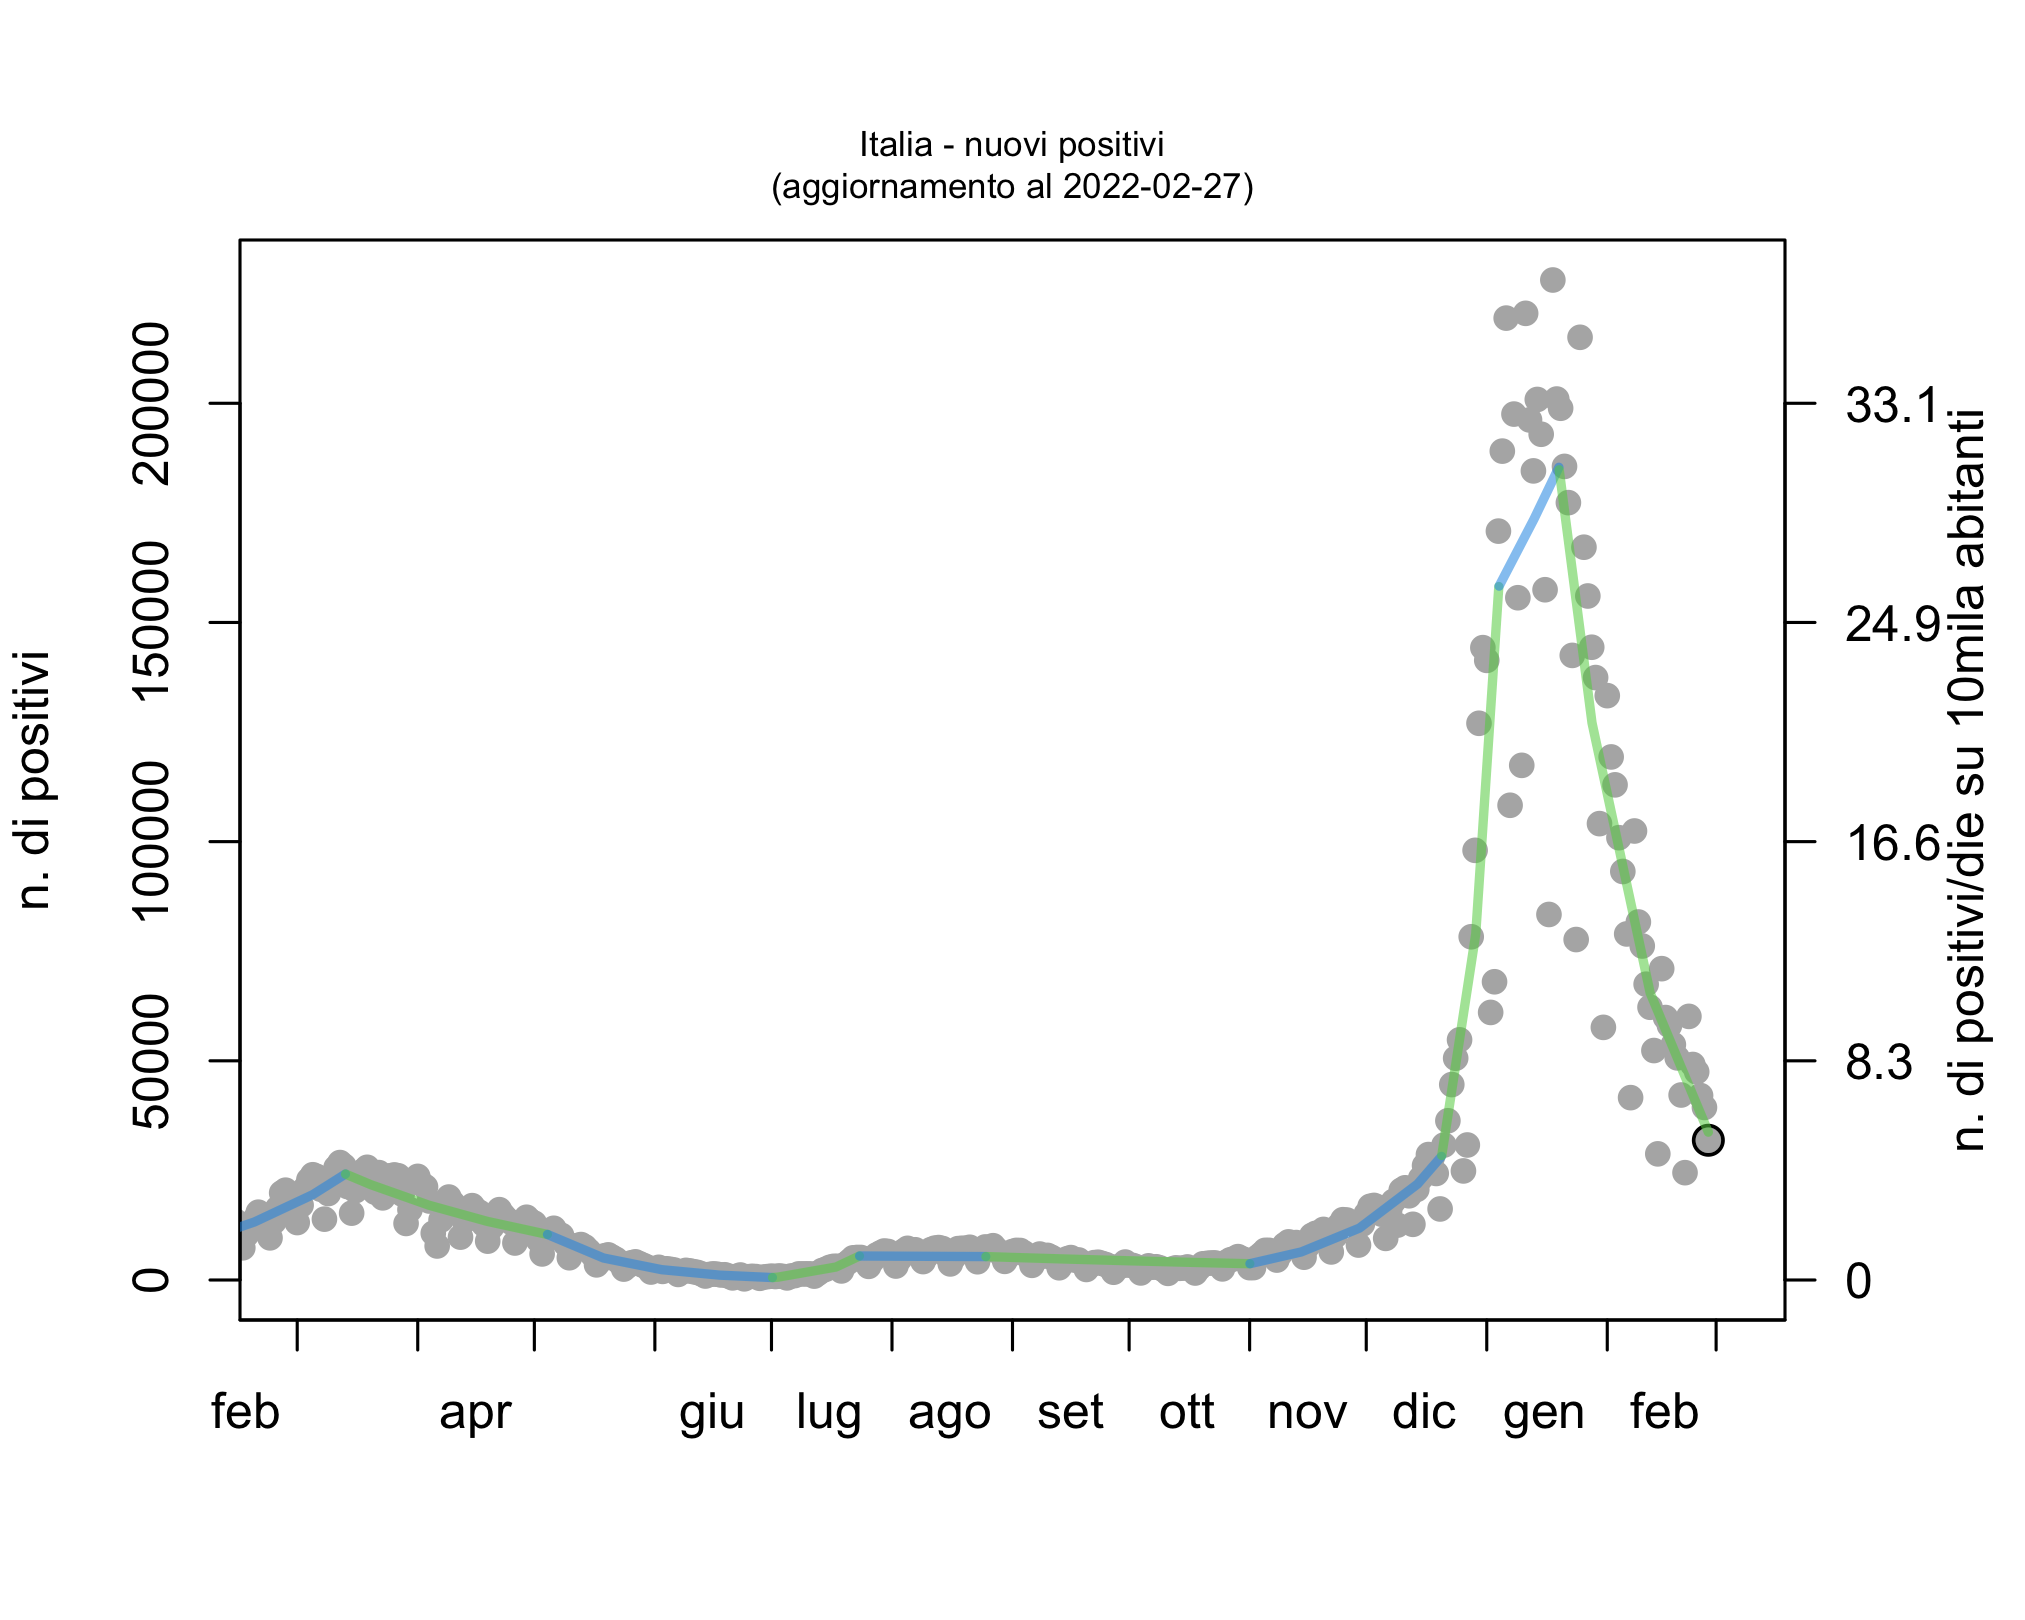 Italia - nuovi positivi
(aggiornamento al 2022-02-27)
n. di positivi
200000
150000
100000
50000
0
33.1
24.9
16.6
8.3
0
n. di positivi/die su 10mila abitanti
feb apr giu lug ago set ott nov dic gen feb